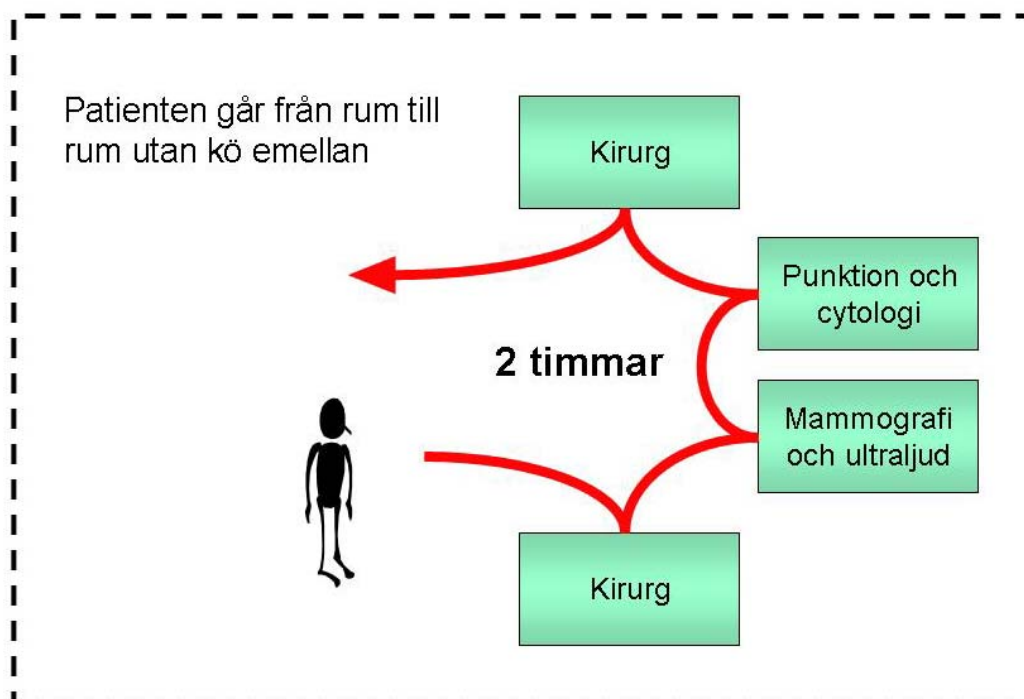 Patienten går från rum till
rum utan kö emellan
Kirurg
Punktion och
cytologi
2 timmar
Mammografi
och ultraljud
Kirurg